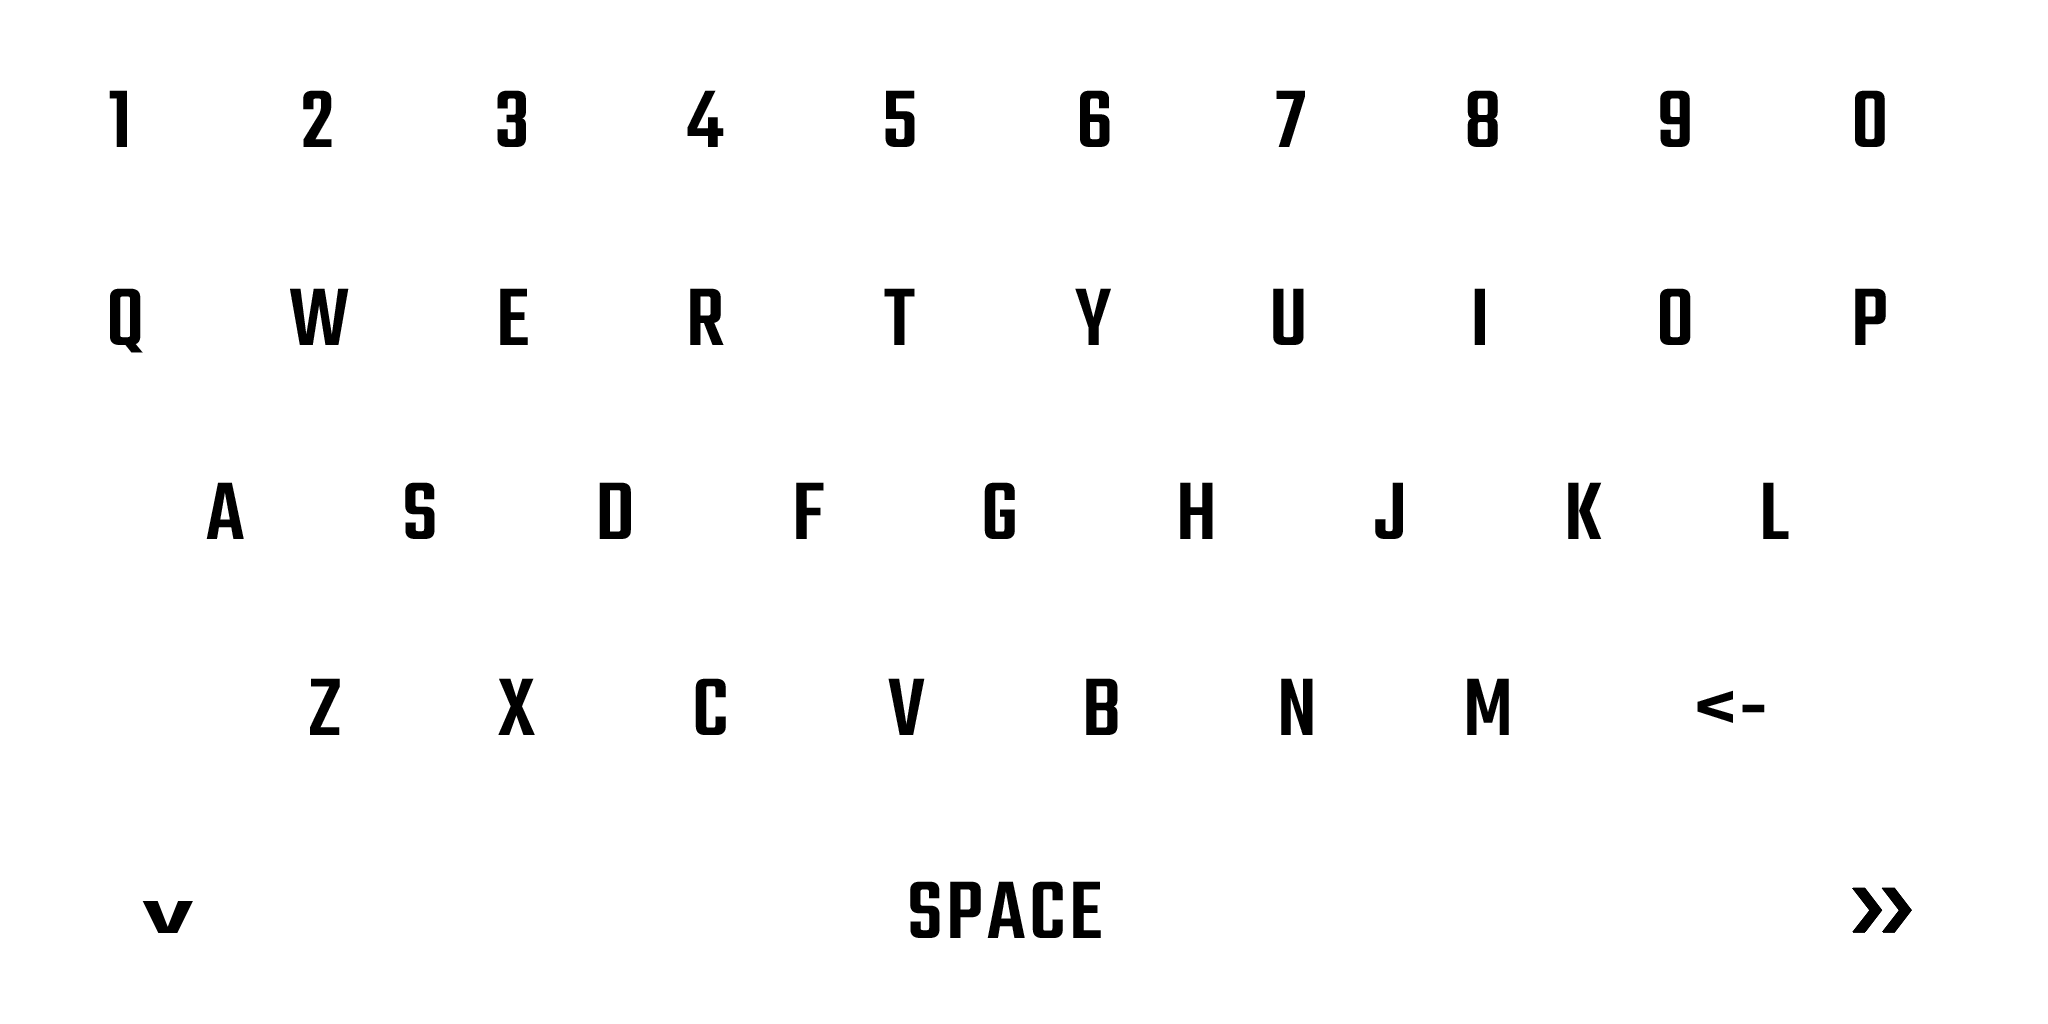 1 2 3 4 5 6 7 8 9 0
Q W E R T Y U I O P
A S D F G H J K L
Z X C V B N M <-
v SPACE »